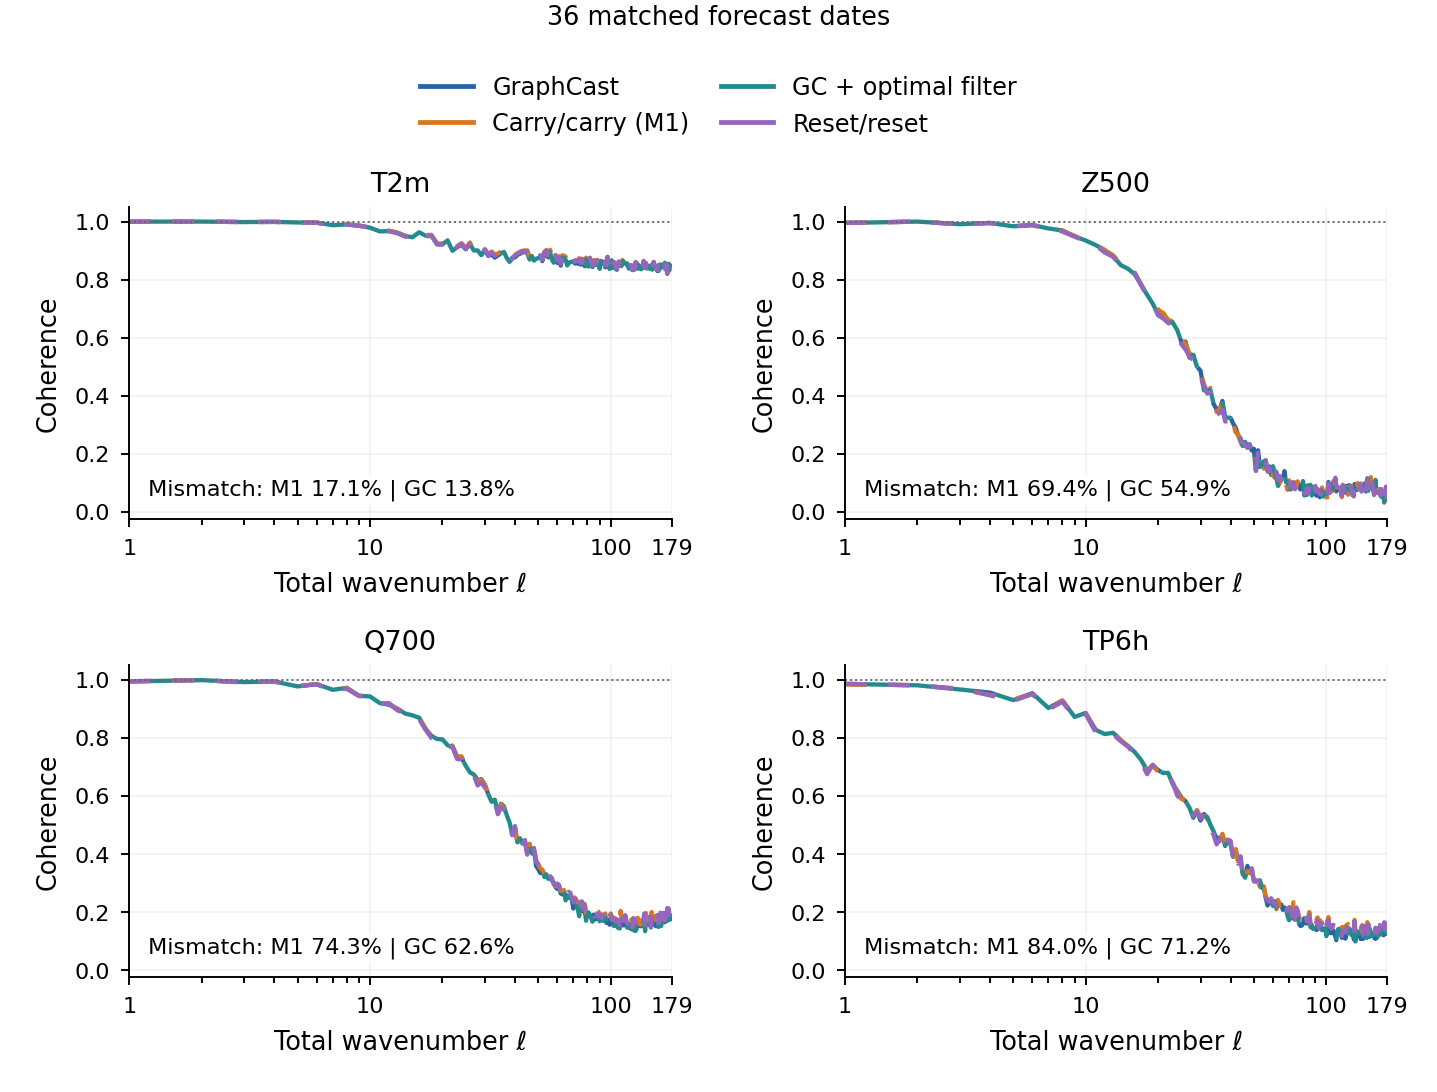 36 matched forecast dates
GraphCast
GC + optimal filter
Carry/carry (M1)
Reset/reset
T2m
Coherence
1.0
0.8
0.6
0.4
0.2
0.0
Mismatch: M1 17.1% | GC 13.8%
1 10 100 179
Total wavenumber ℓ
Z500
Coherence
1.0
0.8
0.6
0.4
0.2
0.0
Mismatch: M1 69.4% | GC 54.9%
1 10 100 179
Total wavenumber ℓ
Q700
Coherence
1.0
0.8
0.6
0.4
0.2
0.0
Mismatch: M1 74.3% | GC 62.6%
1 10 100 179
Total wavenumber ℓ
TP6h
Coherence
1.0
0.8
0.6
0.4
0.2
0.0
Mismatch: M1 84.0% | GC 71.2%
1 10 100 179
Total wavenumber ℓ